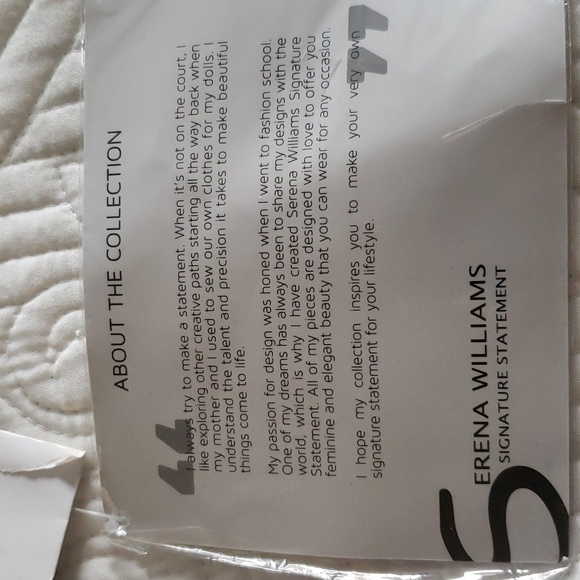 ABOUT THE COLLECTION
“
I always try to make a statement. When it's not on the court, I
like exploring other creative paths starting all the way back when
my mother and I used to sew our own clothes for my dolls. I
understand the talent and precision it takes to make beautiful
things come to life.
My passion for design was honed when I went to fashion school.
One of my dreams has always been to share my designs with the
world, which is why I have created Serena Williams Signature
Statement. All of my pieces are designed with love to offer you
feminine and elegant beauty that you can wear for any occasion.
I hope my collection inspires you to make your very own
signature statement for your lifestyle.
”
SERENA WILLIAMS
SIGNATURE STATEMENT